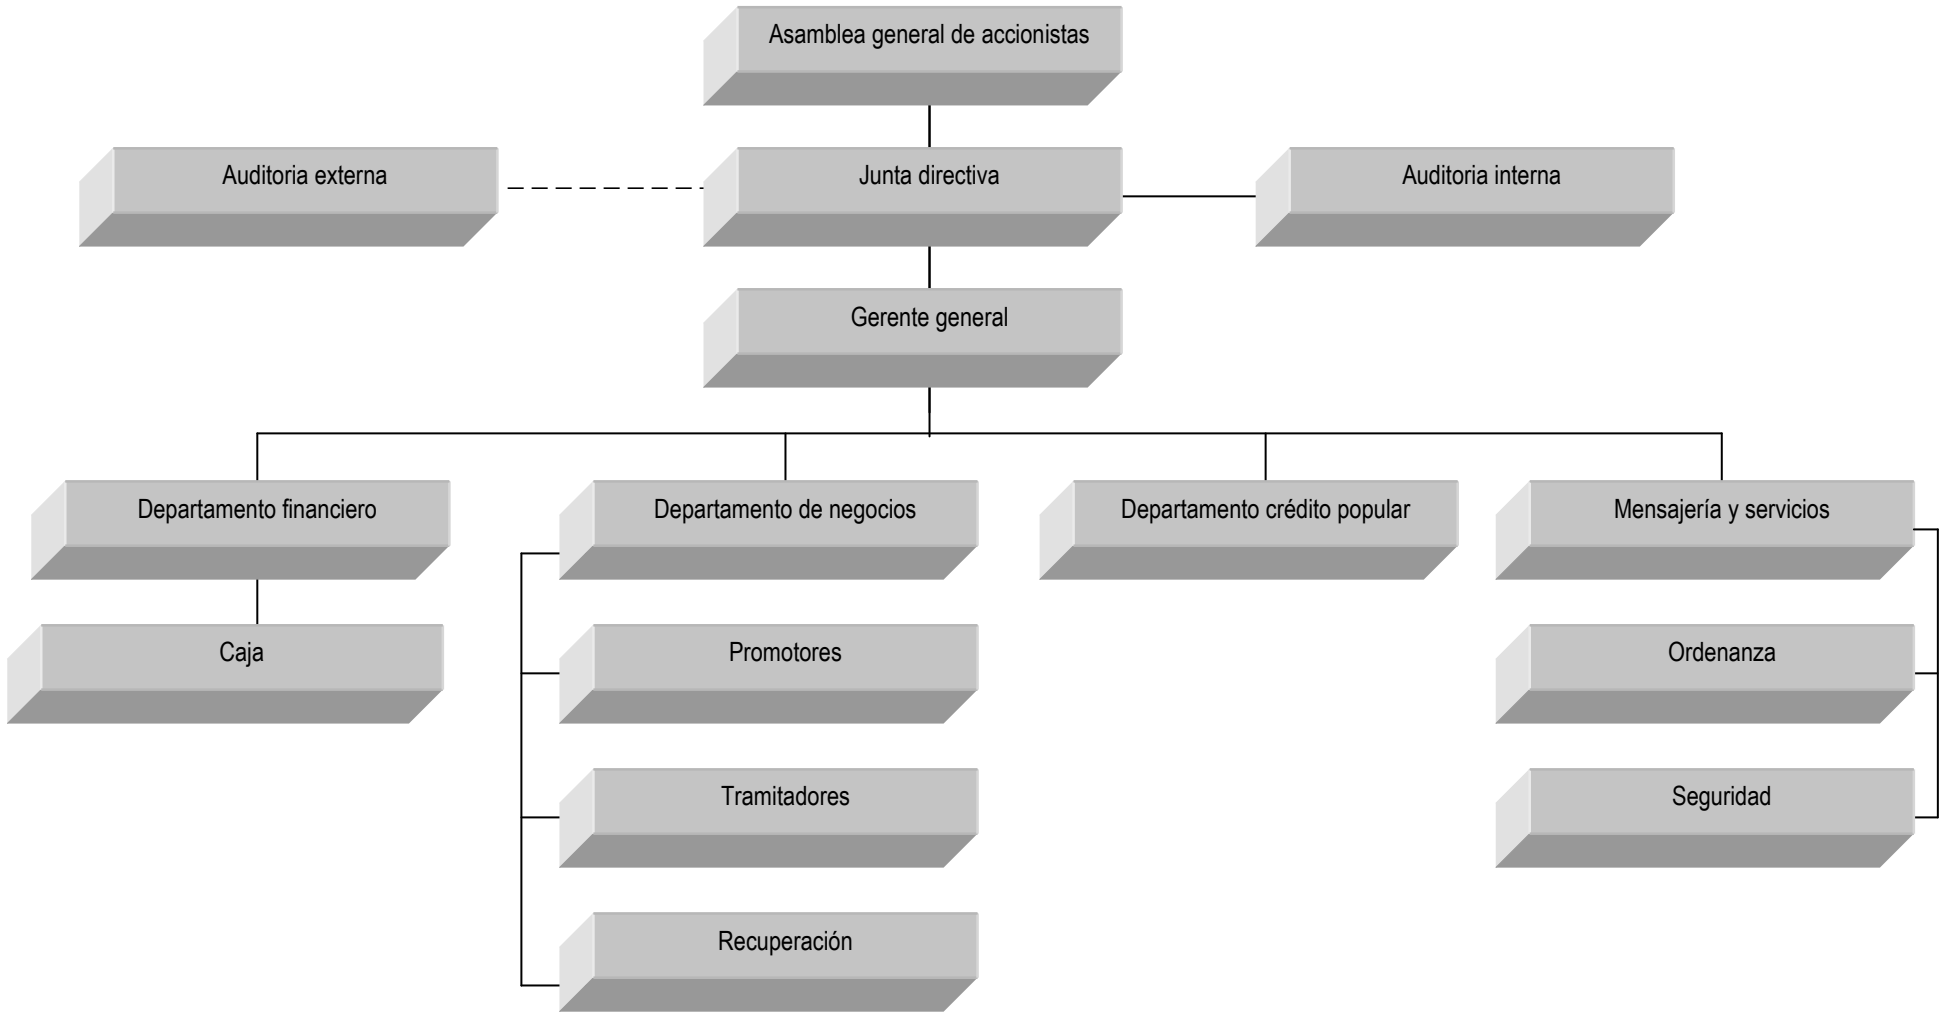 Asamblea general de accionistas
Auditoria externa
Junta directiva
Auditoria interna
Gerente general
Departamento financiero
Departamento de negocios
Departamento crédito popular
Mensajería y servicios
Caja
Promotores
Ordenanza
Tramitadores
Seguridad
Recuperación